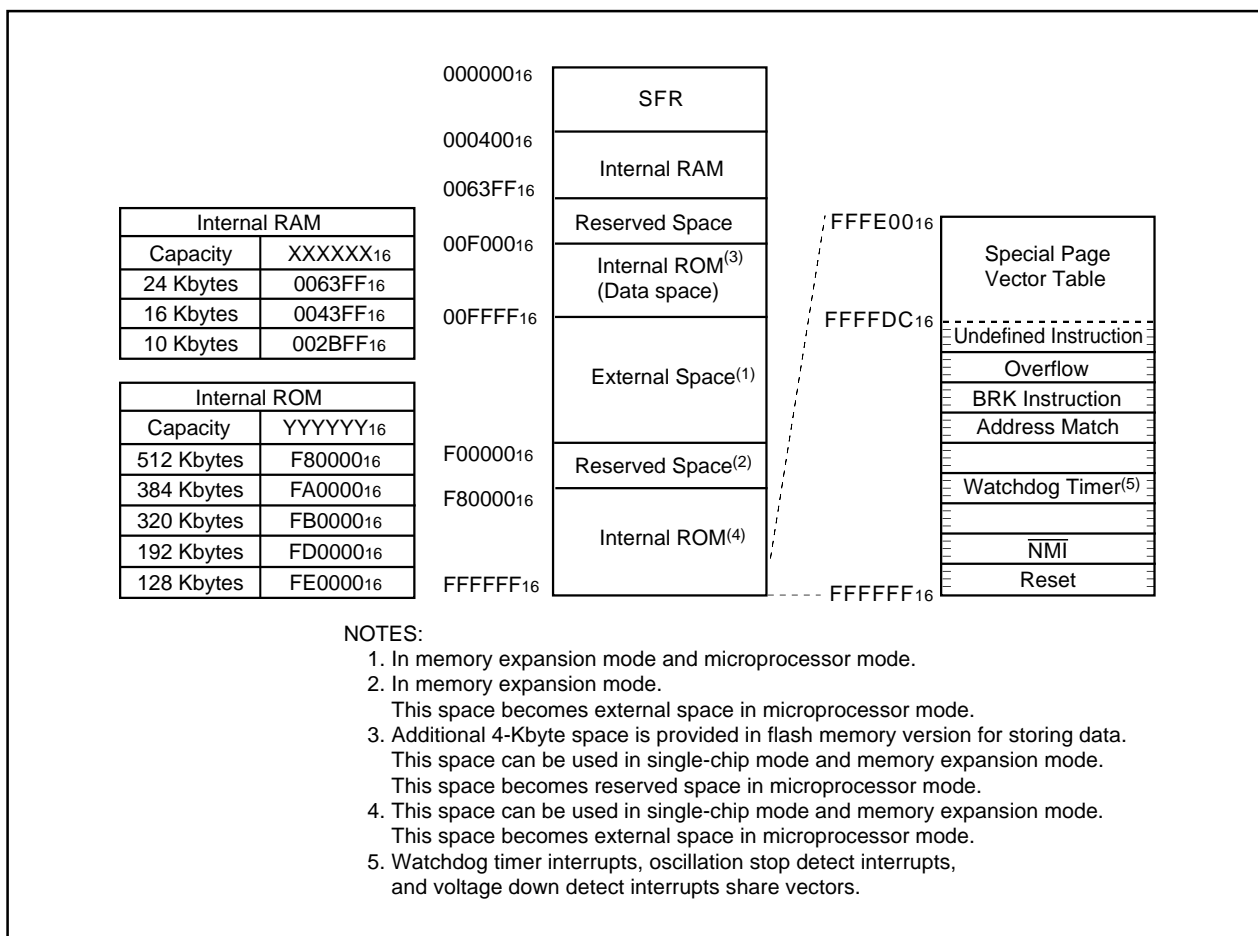 00000016
SFR
00040016
Internal RAM
0063FF16
Reserved Space
00F00016
Internal ROM(3)
(Data space)
00FFFF16
External Space(1)
F0000016
Reserved Space(2)
F8000016
Internal ROM(4)
FFFFFF16
Internal RAM
Capacity XXXXXX16
24 Kbytes 0063FF16
16 Kbytes 0043FF16
10 Kbytes 002BFF16
Internal ROM
Capacity YYYYYY16
512 Kbytes F8000016
384 Kbytes FA000016
320 Kbytes FB000016
192 Kbytes FD000016
128 Kbytes FE000016
FFFE0016
Special Page
Vector Table
FFFFDC16
Undefined Instruction
Overflow
BRK Instruction
Address Match
Watchdog Timer(5)
NMI
Reset
FFFFFF16
NOTES:
1. In memory expansion mode and microprocessor mode.
2. In memory expansion mode.
This space becomes external space in microprocessor mode.
3. Additional 4-Kbyte space is provided in flash memory version for storing data.
This space can be used in single-chip mode and memory expansion mode.
This space becomes reserved space in microprocessor mode.
4. This space can be used in single-chip mode and memory expansion mode.
This space becomes external space in microprocessor mode.
5. Watchdog timer interrupts, oscillation stop detect interrupts,
and voltage down detect interrupts share vectors.